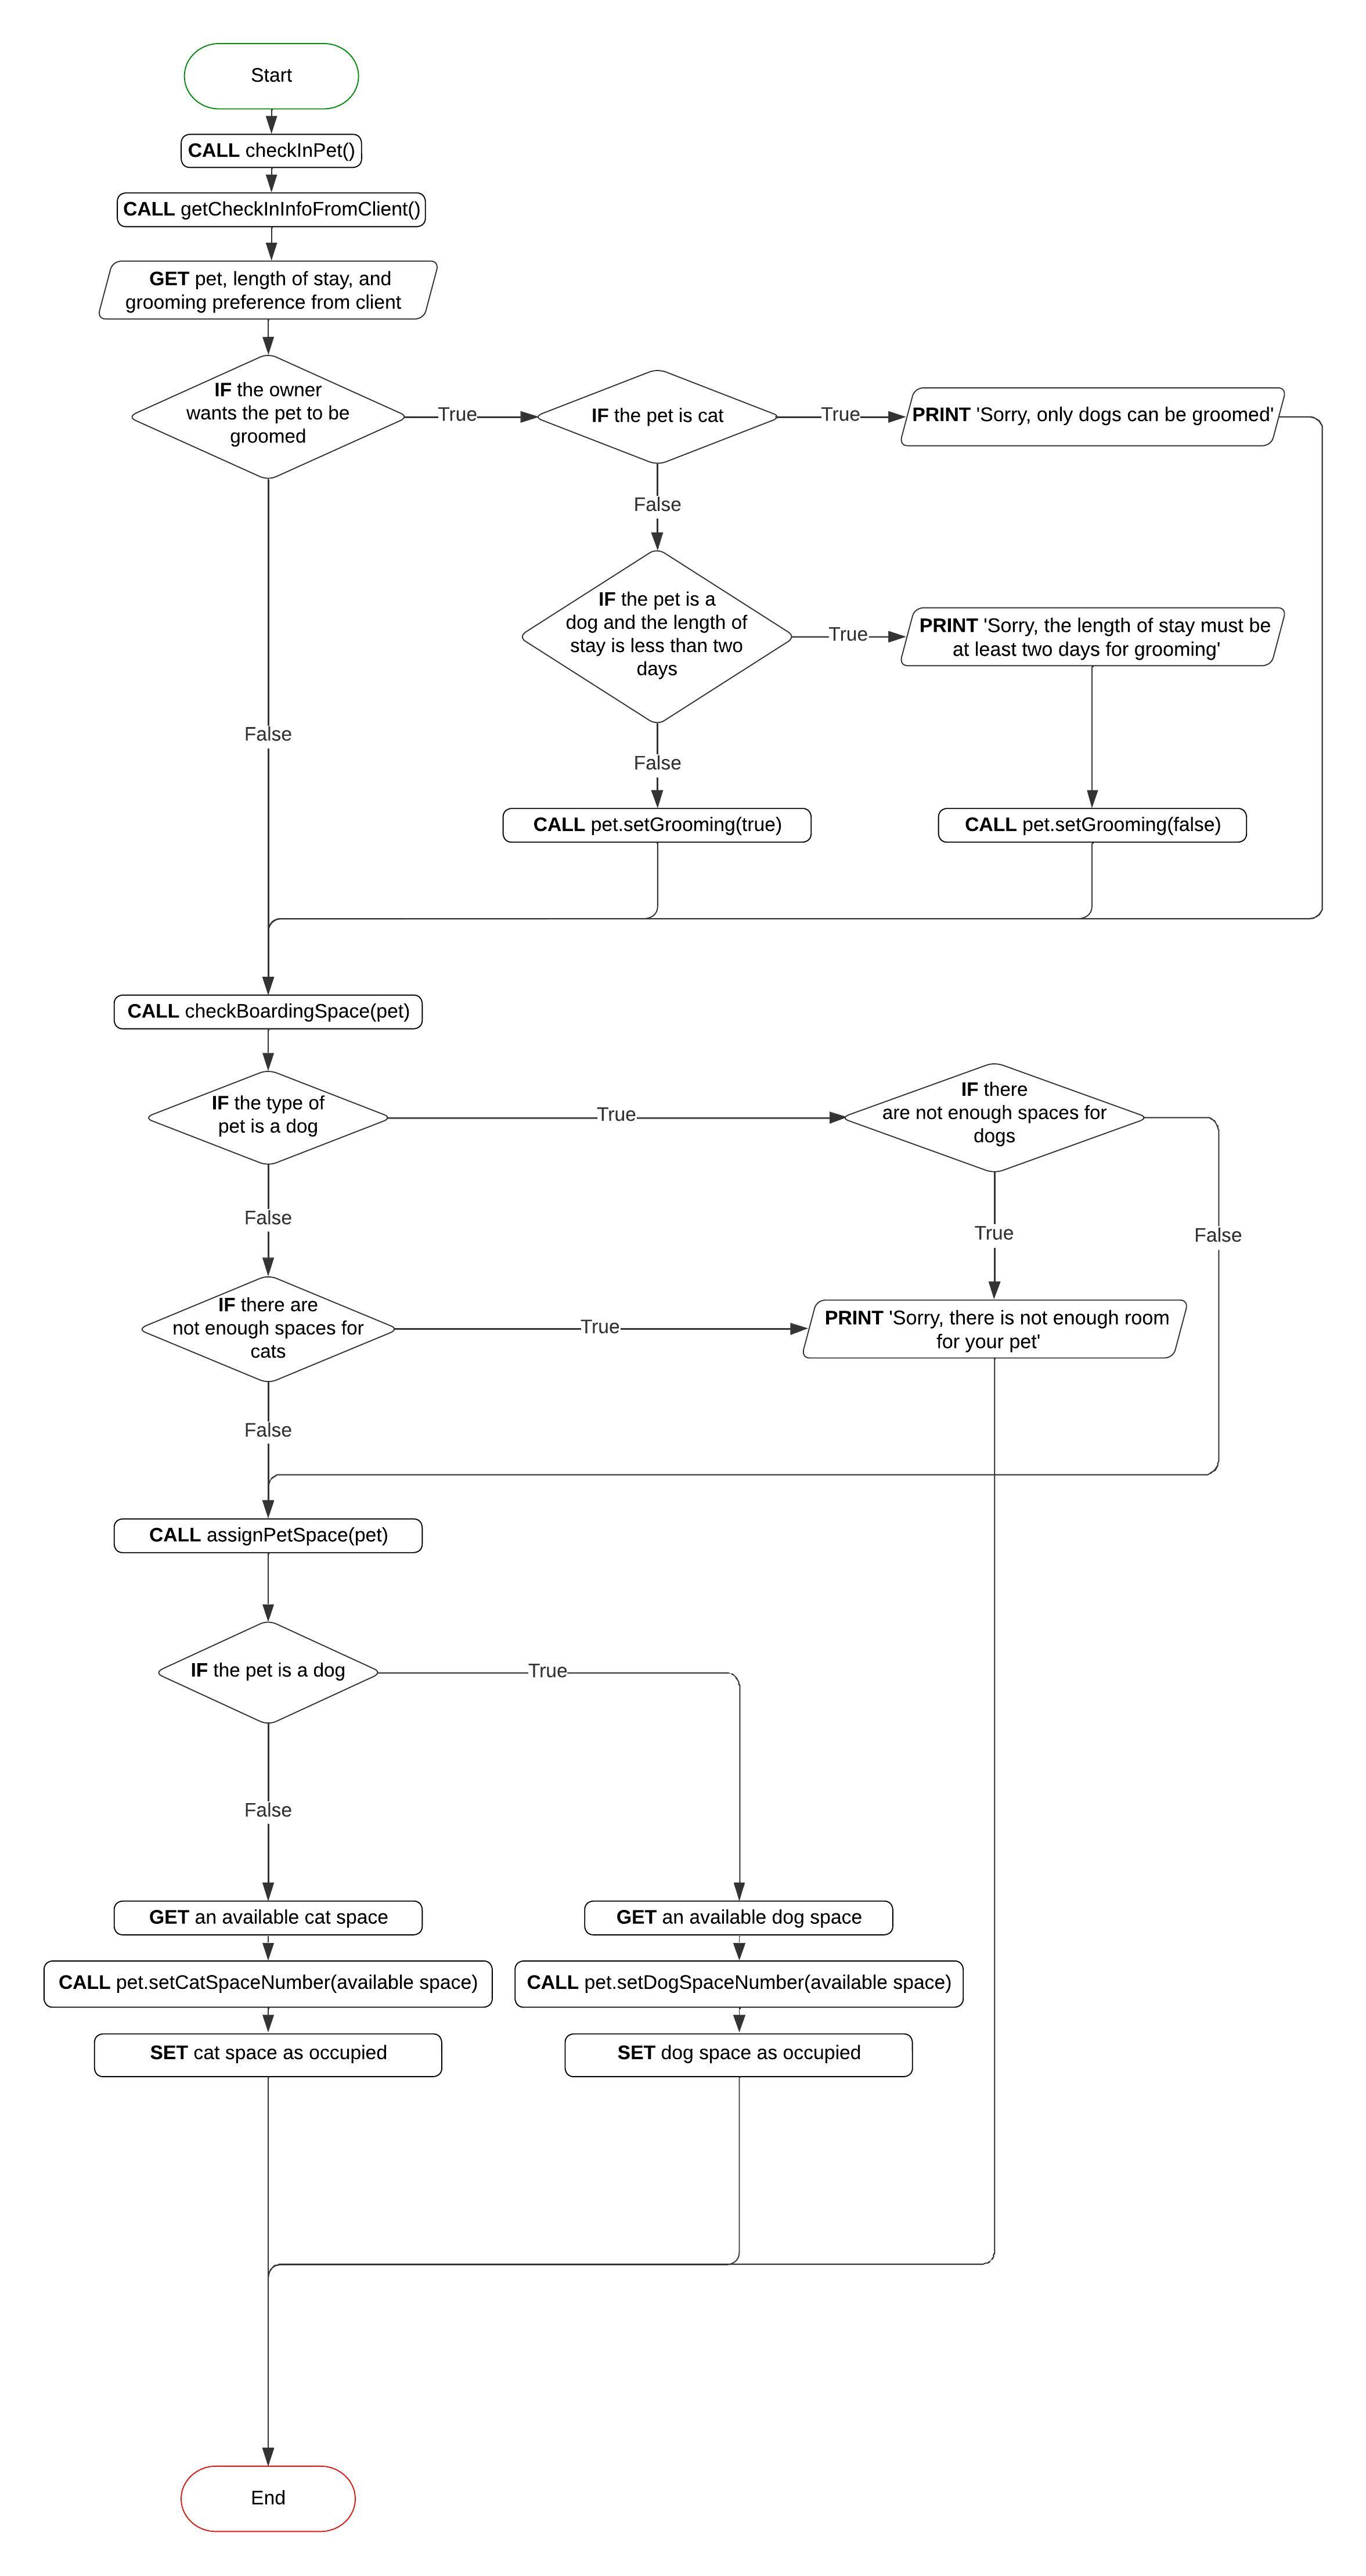 Start
CALL checkInPet()
CALL getCheckInInfoFromClient()
GET pet, length of stay, and
grooming preference from client
IF the owner
wants the pet to be
groomed
True
IF the pet is cat
True
PRINT 'Sorry, only dogs can be groomed'
False
IF the pet is a
dog and the length of
stay is less than two
days
True
PRINT 'Sorry, the length of stay must be
at least two days for grooming'
False
False
CALL pet.setGrooming(true)
CALL pet.setGrooming(false)
CALL checkBoardingSpace(pet)
IF the type of
pet is a dog
True
IF there
are not enough spaces for
dogs
False
True
False
IF there are
not enough spaces for
cats
True
PRINT 'Sorry, there is not enough room
for your pet'
False
CALL assignPetSpace(pet)
IF the pet is a dog
True
False
GET an available cat space
GET an available dog space
CALL pet.setCatSpaceNumber(available space)
CALL pet.setDogSpaceNumber(available space)
SET cat space as occupied
SET dog space as occupied
End